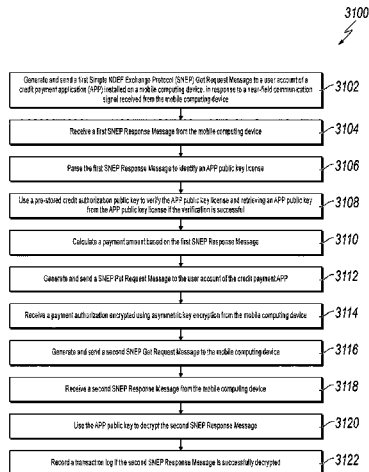 3100
Generate and send a first Simple NDEF Exchange Protocol (SNEP) Get Request Message to a user account of a
credit payment application (APP) installed on a mobile computing device, in response to a near-field communication
signal received from the mobile computing device
3102
Receive a first SNEP Response Message from the mobile computing device
3104
Parse the first SNEP Response Message to identify an APP public key license
3106
Use a pre-stored credit authorization public key to verify the APP public key license and retrieving an APP public key
from the APP public key license if the verification is successful
3108
Calculate a payment amount based on the first SNEP Response Message
3110
Generate and send a SNEP Put Request Message to the user account of the credit payment APP
3112
Receive a payment authorization encrypted using asymmetric key encryption from the mobile computing device
3114
Generate and send a second SNEP Get Request Message to the mobile computing device
3116
Receive a second SNEP Response Message from the mobile computing device
3118
Use the APP public key to decrypt the second SNEP Response Message
3120
Record a transaction log if the second SNEP Response Message is successfully decrypted
3122